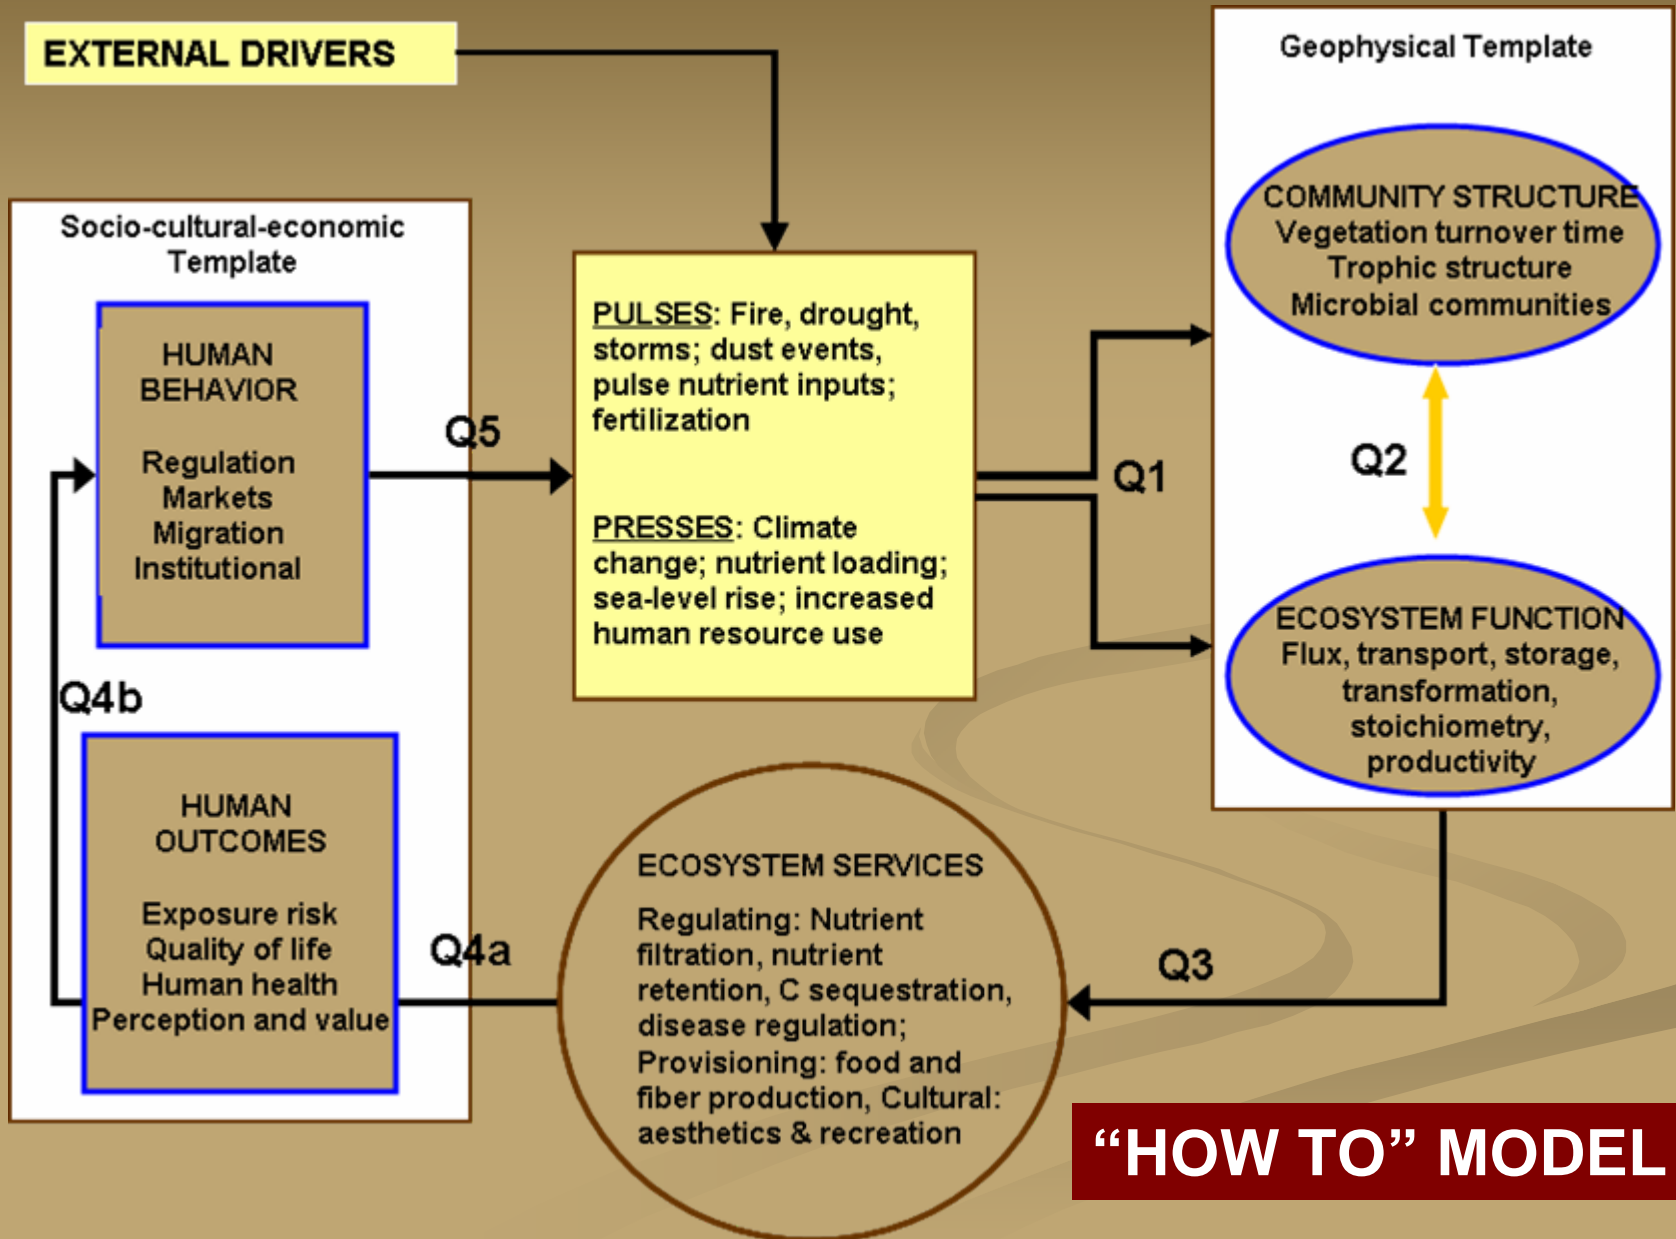 EXTERNAL DRIVERS
Geophysical Template
COMMUNITY STRUCTURE
Vegetation turnover time
Trophic structure
Microbial communities
Socio-cultural-economic
Template
HUMAN
BEHAVIOR
Regulation
Markets
Migration
Institutional
Q5
PULSES: Fire, drought,
storms; dust events,
pulse nutrient inputs;
fertilization
PRESSES: Climate
change; nutrient loading;
sea-level rise; increased
human resource use
Q1
Q2
ECOSYSTEM FUNCTION
Flux, transport, storage,
transformation,
stoichiometry,
productivity
Q4b
HUMAN
OUTCOMES
Exposure risk
Quality of life
Human health
Perception and value
Q4a
ECOSYSTEM SERVICES
Regulating: Nutrient
filtration, nutrient
retention, C sequestration,
disease regulation;
Provisioning: food and
fiber production, Cultural:
aesthetics & recreation
Q3
“HOW TO” MODEL